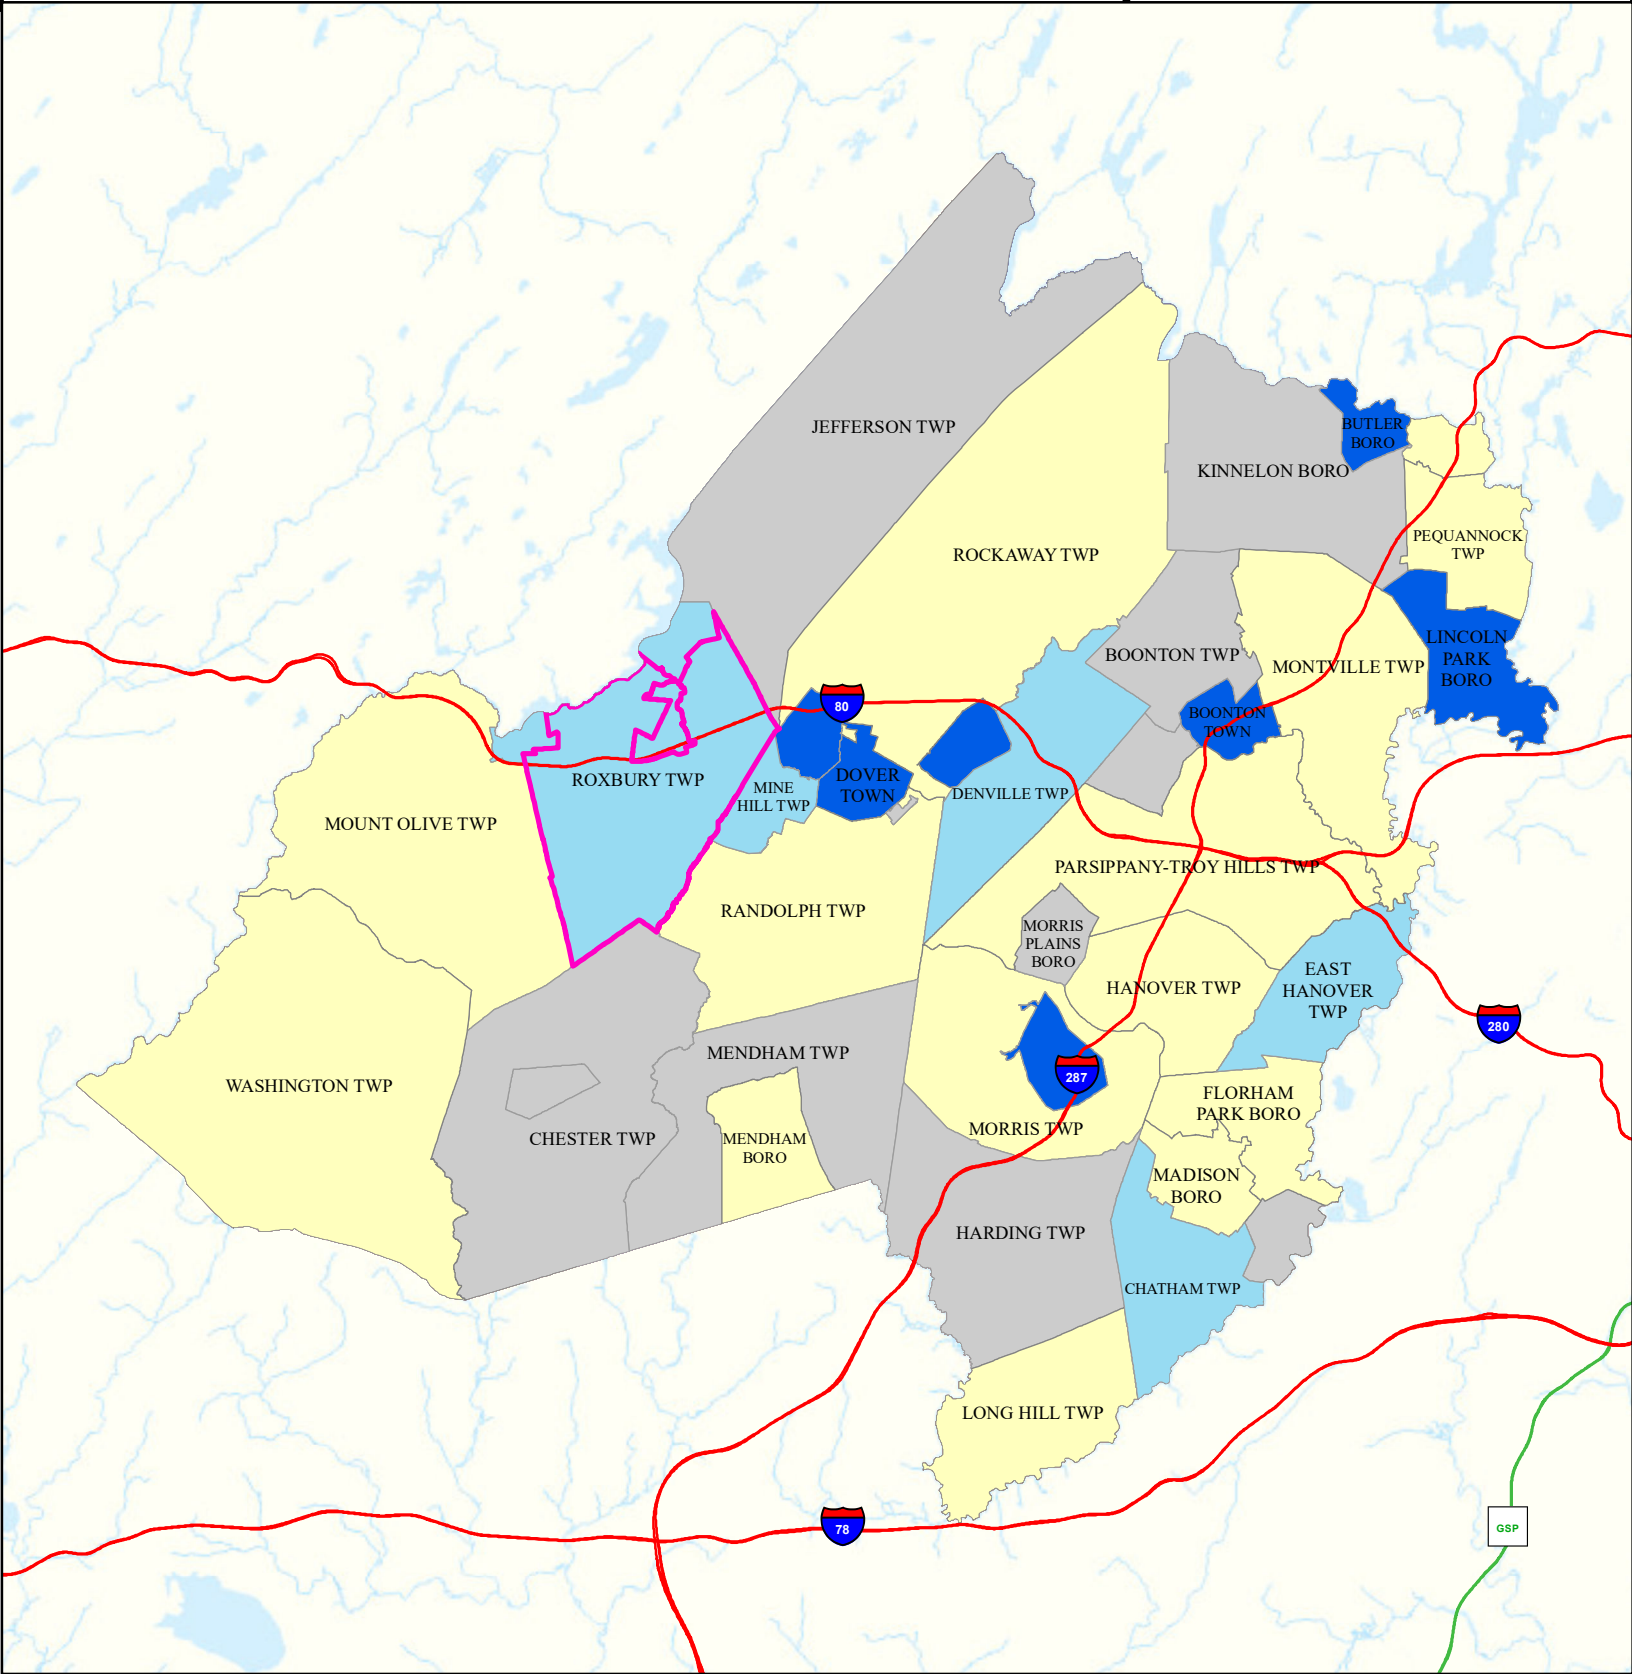 JEFFERSON TWP
BUTLER
BORO
KINNELON BORO
PEQUANNOCK
TWP
ROCKAWAY TWP
LINCOLN
PARK
BORO
BOONTON TWP
MONTVILLE TWP
80
BOONTON
TOWN
ROXBURY TWP
MINE
HILL TWP
DOVER
TOWN
DENVILLE TWP
MOUNT OLIVE TWP
PARSIPPANY-TROY HILLS TWP
RANDOLPH TWP
MORRIS
PLAINS
BORO
EAST
HANOVER
TWP
HANOVER TWP
280
MENDHAM TWP
287
WASHINGTON TWP
FLORHAM
PARK BORO
CHESTER TWP
MENDHAM
BORO
MORRIS TWP
MADISON
BORO
HARDING TWP
CHATHAM TWP
LONG HILL TWP
78
GSP